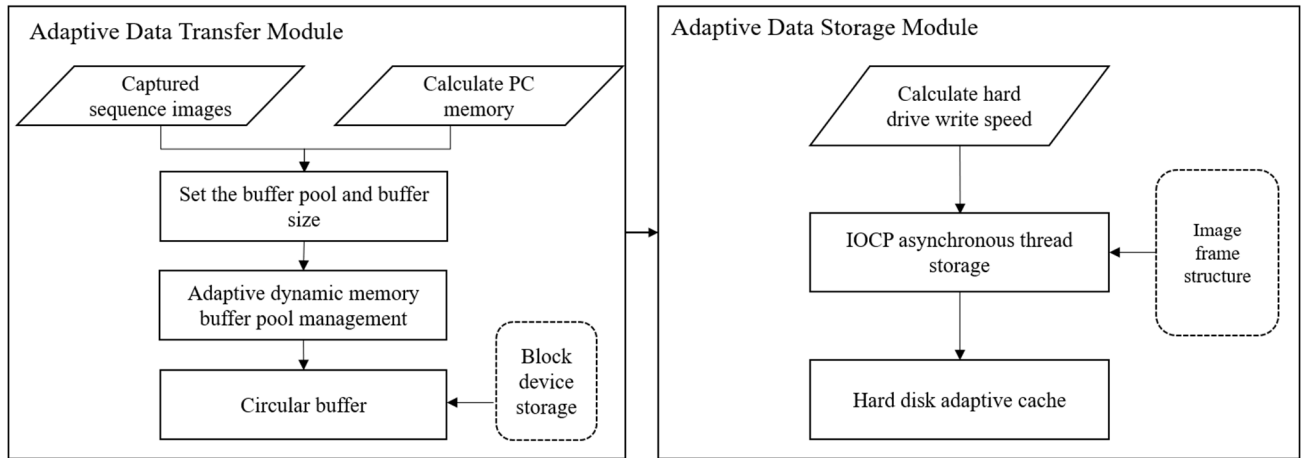 Adaptive Data Transfer Module
Captured
sequence images
Calculate PC
memory
Set the buffer pool and buffer
size
Adaptive dynamic memory
buffer pool management
Circular buffer
Block
device
storage
Adaptive Data Storage Module
Calculate hard
drive write speed
IOCP asynchronous thread
storage
Image
frame
structure
Hard disk adaptive cache